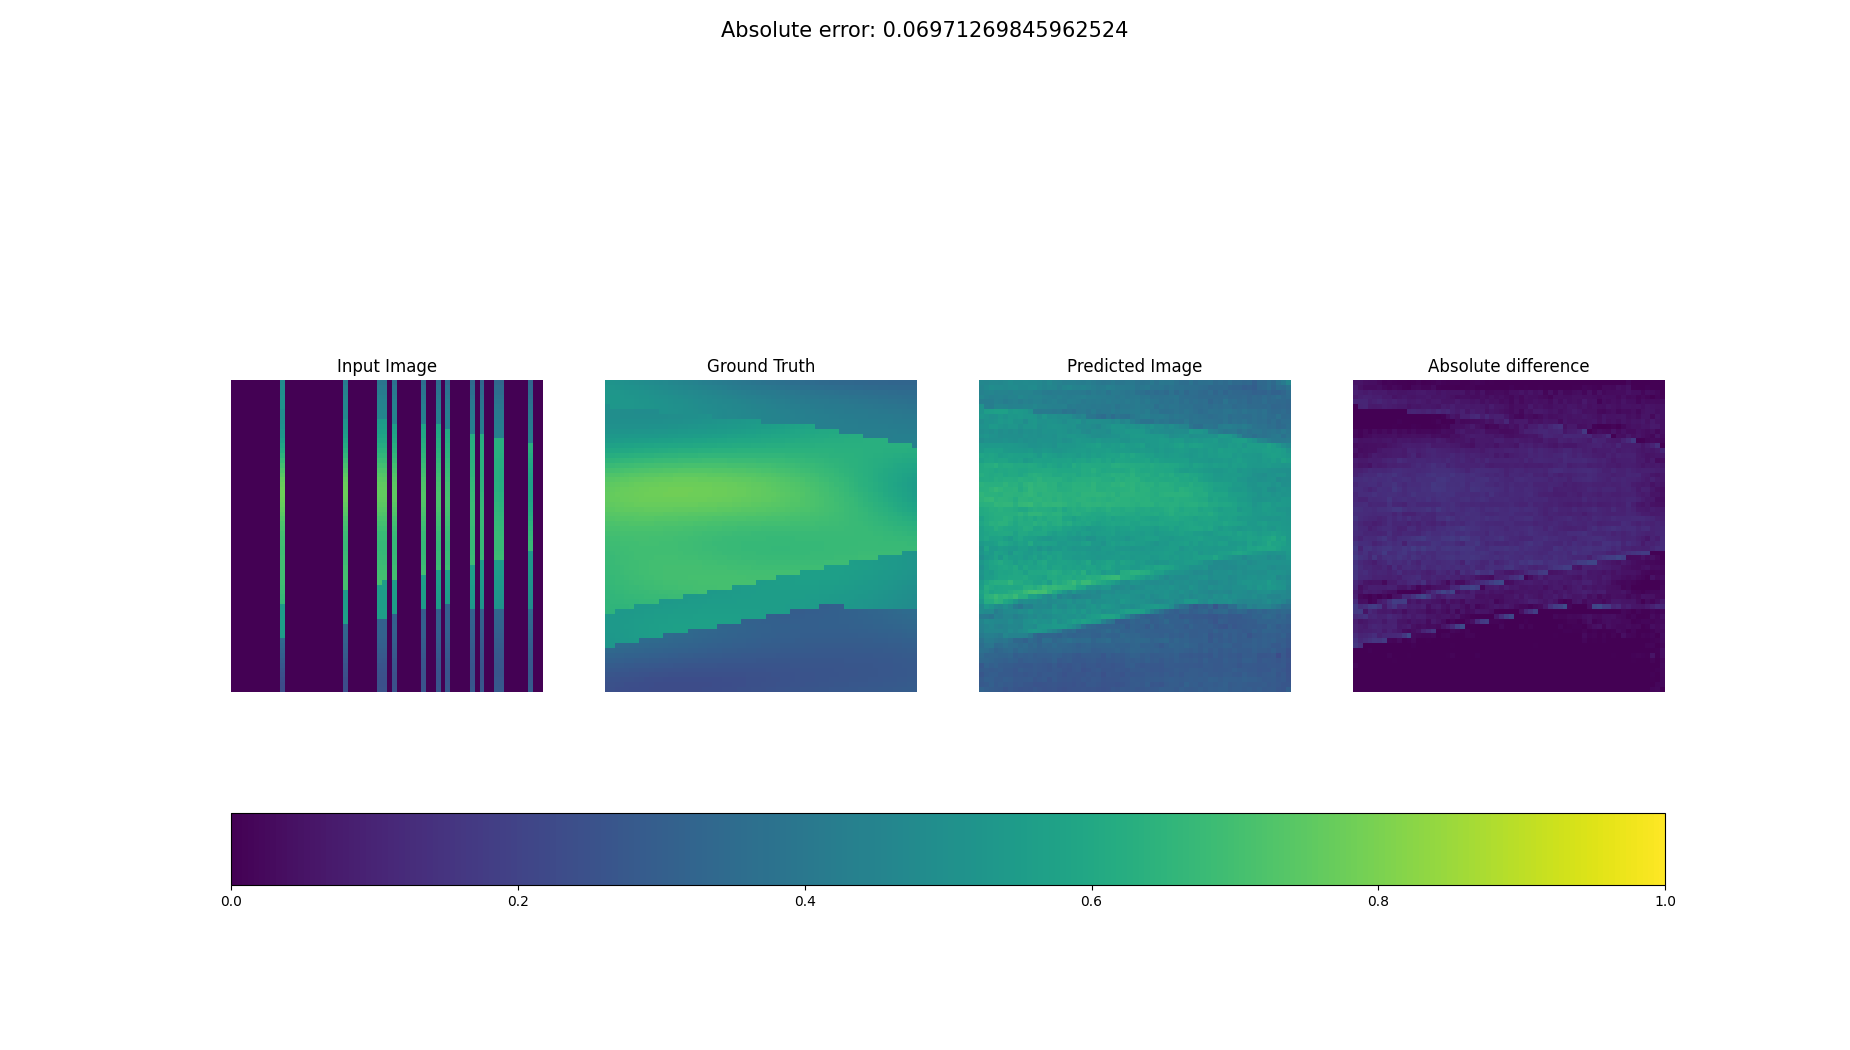 Absolute error: 0.06971269845962524
Input Image
Ground Truth
Predicted Image
Absolute difference
0.0
0.2
0.4
0.6
0.8
1.0